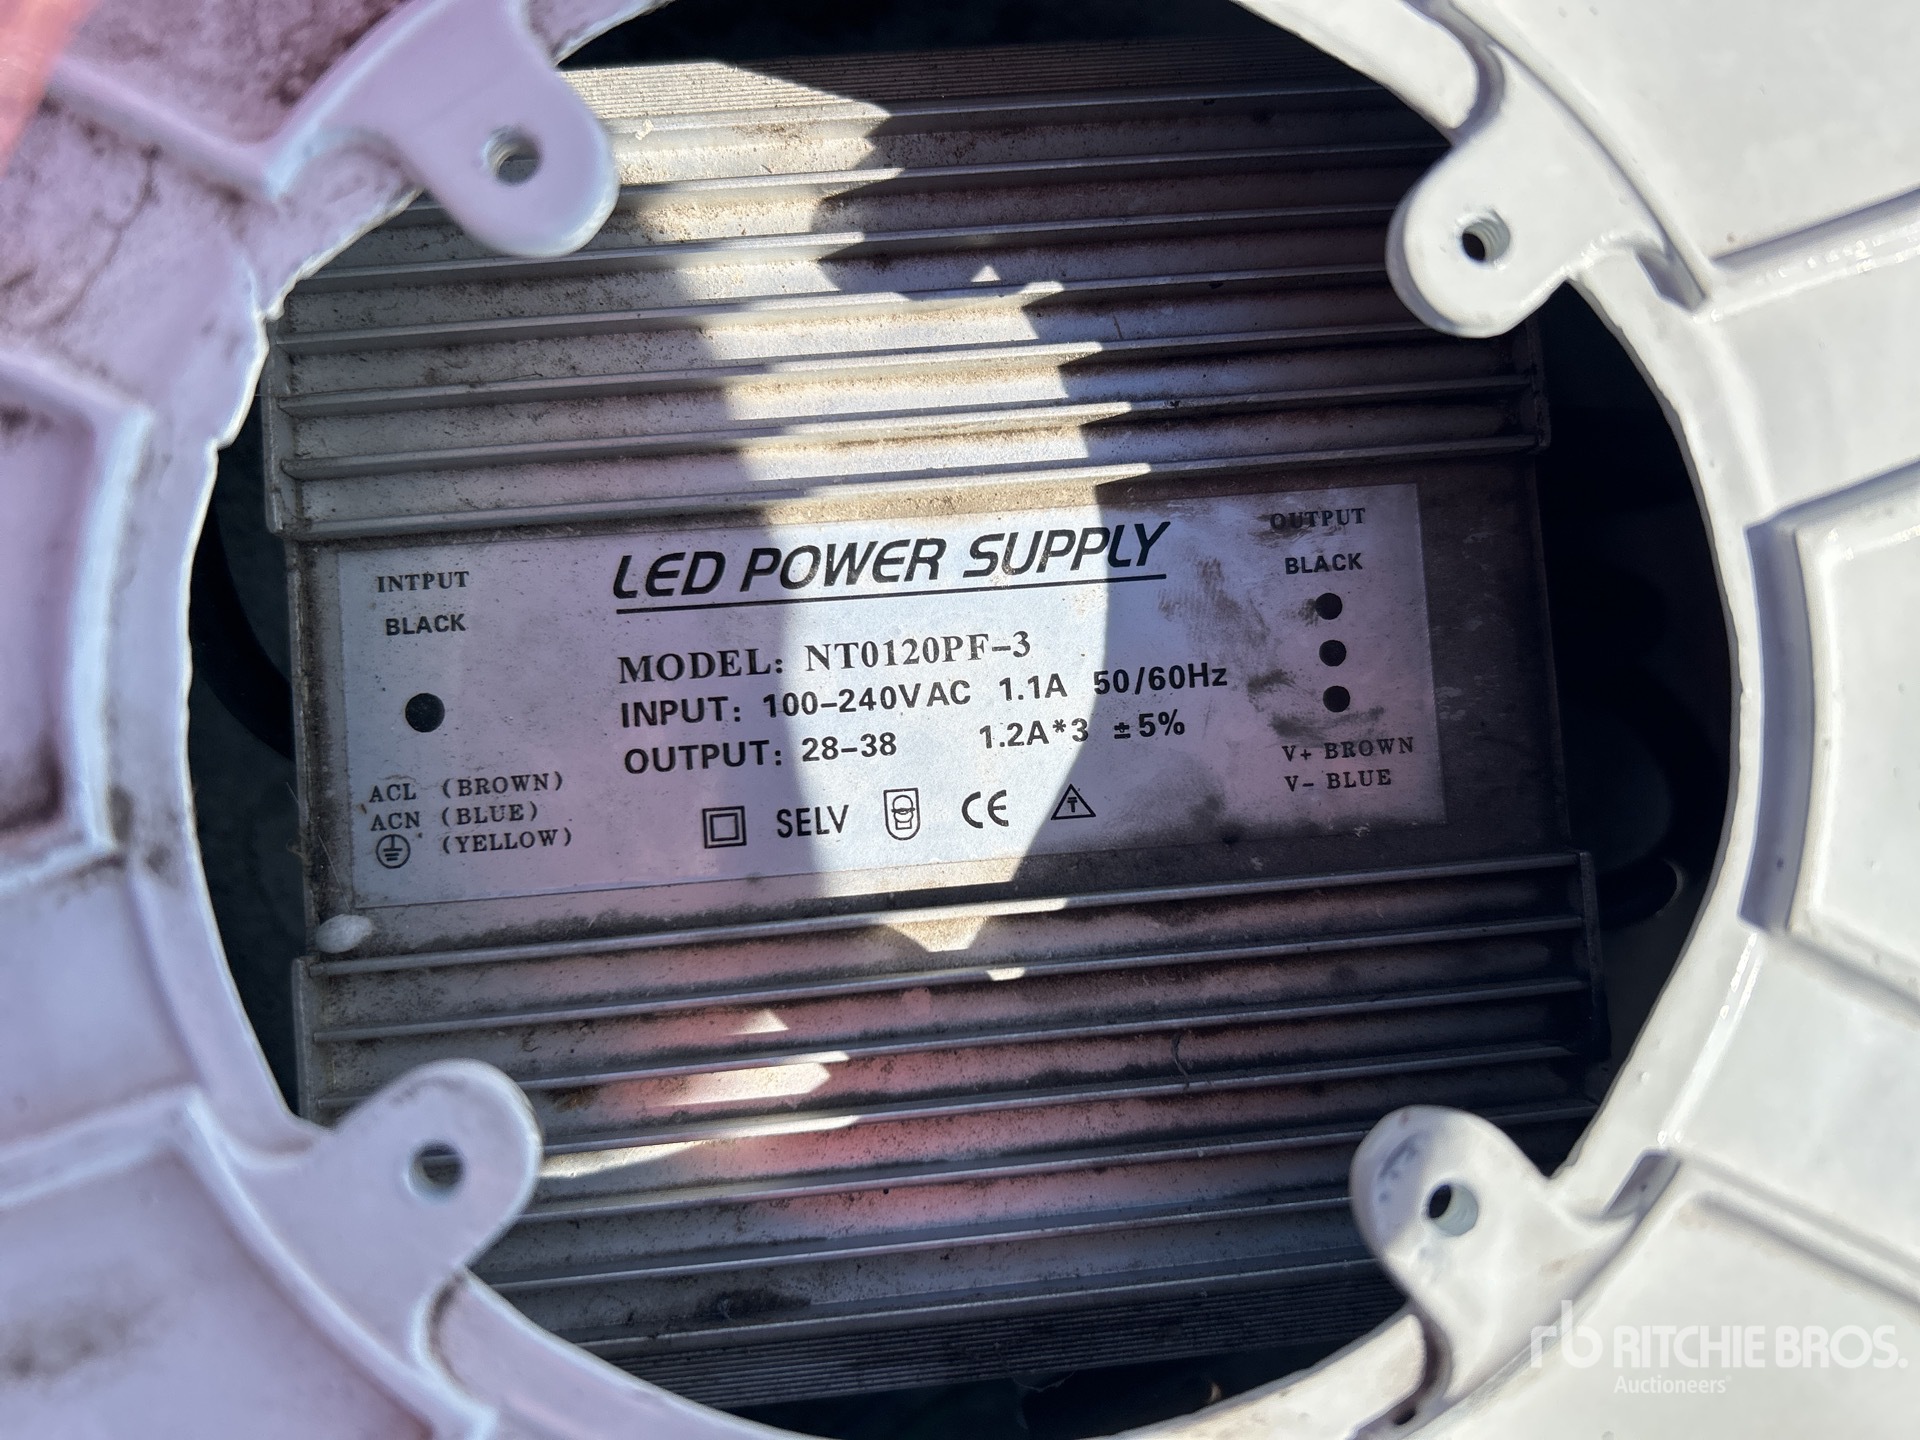 INTPUT
BLACK
ACL (BROWN)
ACN (BLUE)
(YELLOW)
LED POWER SUPPLY
MODEL: NT0120PF-3
INPUT: 100-240VAC 1.1A 50/60Hz
OUTPUT: 28-38 1.2A*3 ±5%
SELV CE T
OUTPUT
BLACK
V+ BROWN
V- BLUE
rb RITCHIE BROS.
Auctioneers